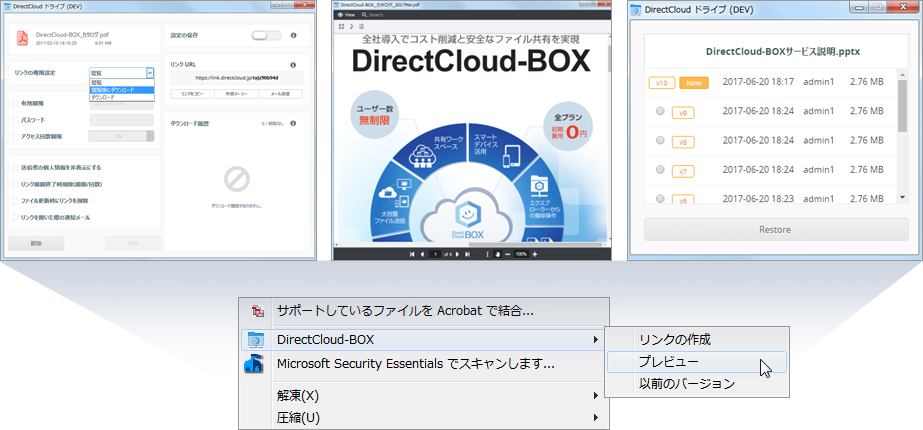 DirectCloud ドライブ (DEV)
DirectCloud-BOX_カタログ.pdf
2017-02-10 18:10:25 9.81 MB
リンクの権限設定
閲覧
閲覧
閲覧後にダウンロード
ダウンロード
有効期限
パスワード
アクセス回数制限
送信者の個人情報を非表示にする
リンク期限終了時削除(期限/回数)
ファイル更新時にリンクを削除
リンクを開いた際の通知メール
削除
設定の保存
リンク URL
https://link.directcloud.jp/txjz90b94d
リンクをコピー 外部メーラー メール送信
ダウンロード履歴 0 / 制限なし
ダウンロード履歴がありません。
DirectCloud-BOX_カタログ_2017Mar.pdf
View Search
全社導入でコスト削減と安全なファイル共有を実現
DirectCloud-BOX
ユーザー数
無制限
全プラン
初期
費用 0円
共有ワーク
スペース
スマート
デバイス
活用
大容量
ファイル送信
エクスプ
ローラーから
の簡単操作
Direct
Cloud BOX
1 of 4 100%
DirectCloud ドライブ (DEV)
DirectCloud-BOXサービス説明.pptx
v10 Now 2017-06-20 18:17 admin1 2.76 MB
v9 2017-06-20 18:24 admin1 2.76 MB
v8 2017-06-20 18:24 admin1 2.76 MB
v7 2017-06-20 18:24 admin1 2.76 MB
v6 2017-06-20 18:23 admin1 2.76 MB
Restore
サポートしているファイルを Acrobat で結合...
DirectCloud-BOX
Microsoft Security Essentials でスキャンします...
解凍(X)
圧縮(U)
リンクの作成
プレビュー
以前のバージョン